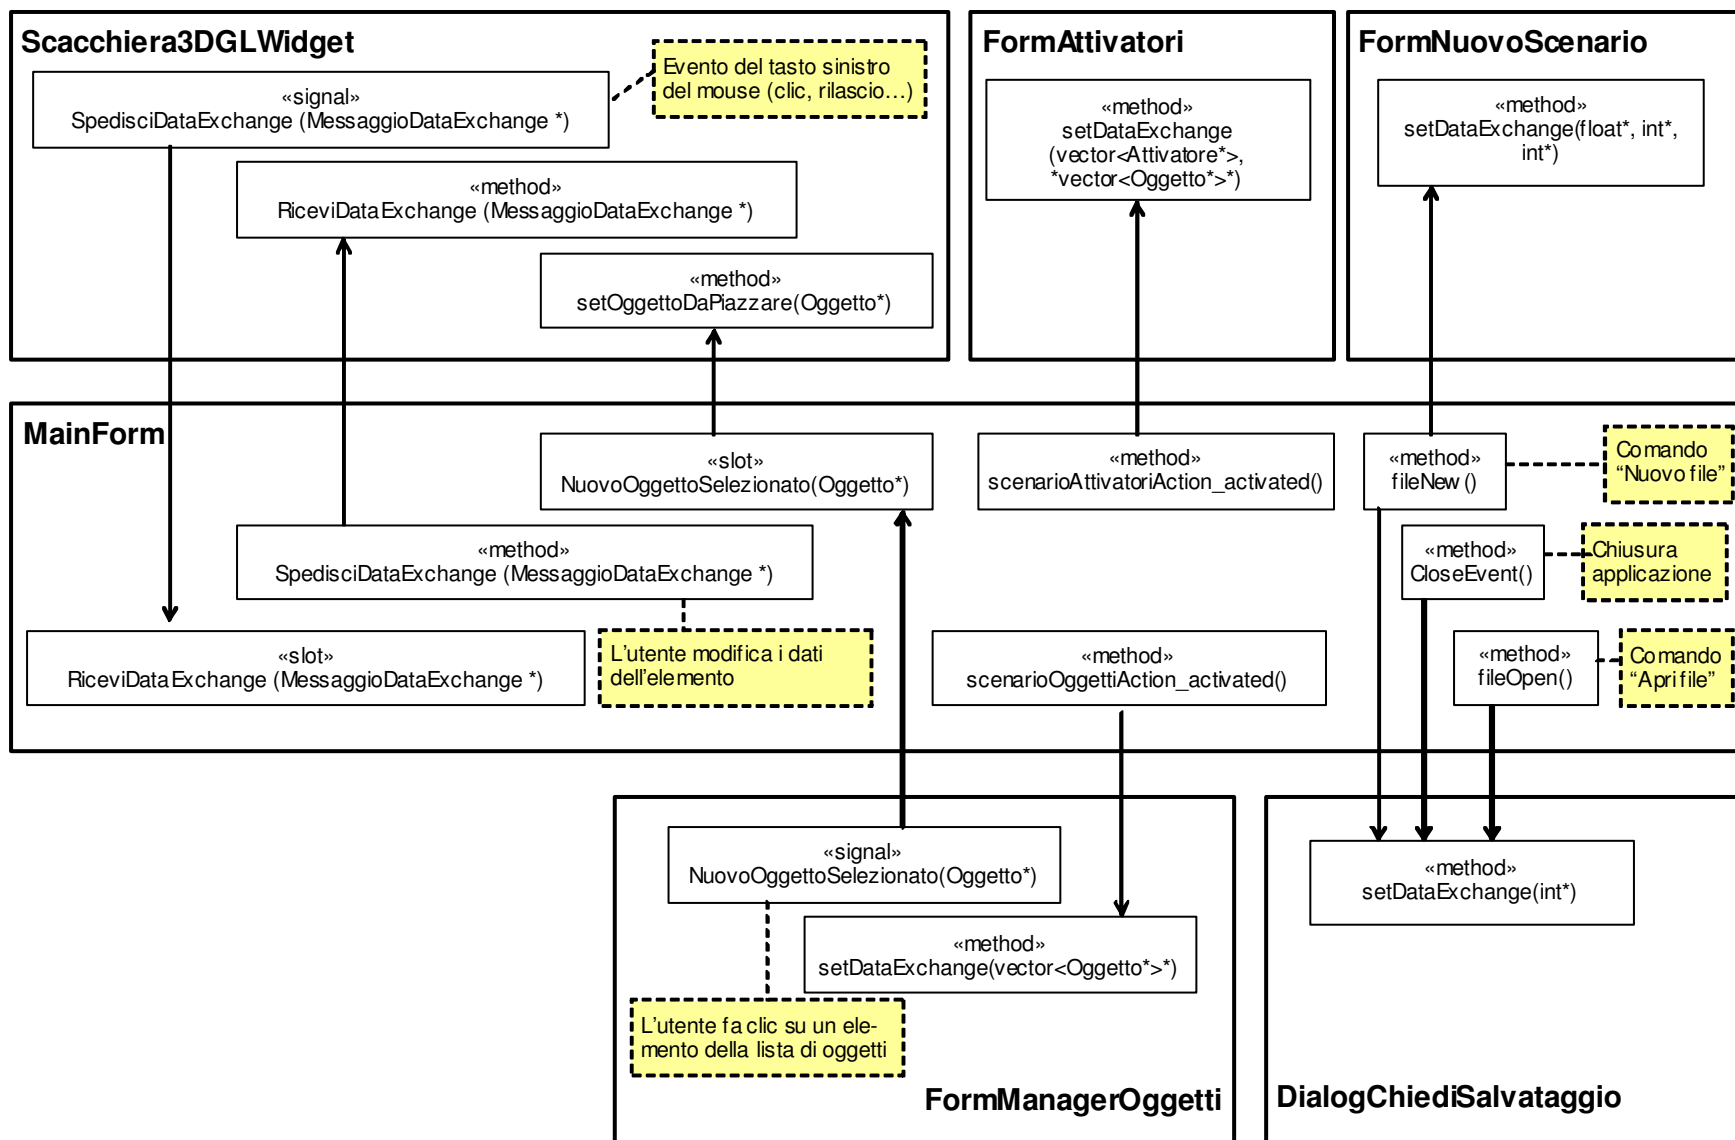 Scacchiera3DGLWidget
«signal»
SpedisciDataExchange (MessaggioDataExchange *)
Evento del tasto sinistro
del mouse (clic, rilascio…)
«method»
RiceviDataExchange (MessaggioDataExchange *)
«method»
setOggettoDaPiazzare(Oggetto*)
FormAttivatori
«method»
setDataExchange
(vector<Attivatore*>,
*vector<Oggetto*>*)
FormNuovoScenario
«method»
setDataExchange(float*, int*,
int*)
MainForm
«slot»
NuovoOggettoSelezionato(Oggetto*)
«method»
scenarioAttivatoriAction_activated()
«method»
fileNew()
Comando
“Nuovo file”
«method»
SpedisciDataExchange (MessaggioDataExchange *)
«method»
CloseEvent()
Chiusura
applicazione
«slot»
RiceviDataExchange (MessaggioDataExchange *)
L’utente modifica i dati
dell’elemento
«method»
scenarioOggettiAction_activated()
«method»
fileOpen()
Comando
“Apri file”
«signal»
NuovoOggettoSelezionato(Oggetto*)
«method»
setDataExchange(vector<Oggetto*>*)
L’utente fa clic su un ele-
mento della lista di oggetti
FormManagerOggetti
«method»
setDataExchange(int*)
DialogChiediSalvataggio